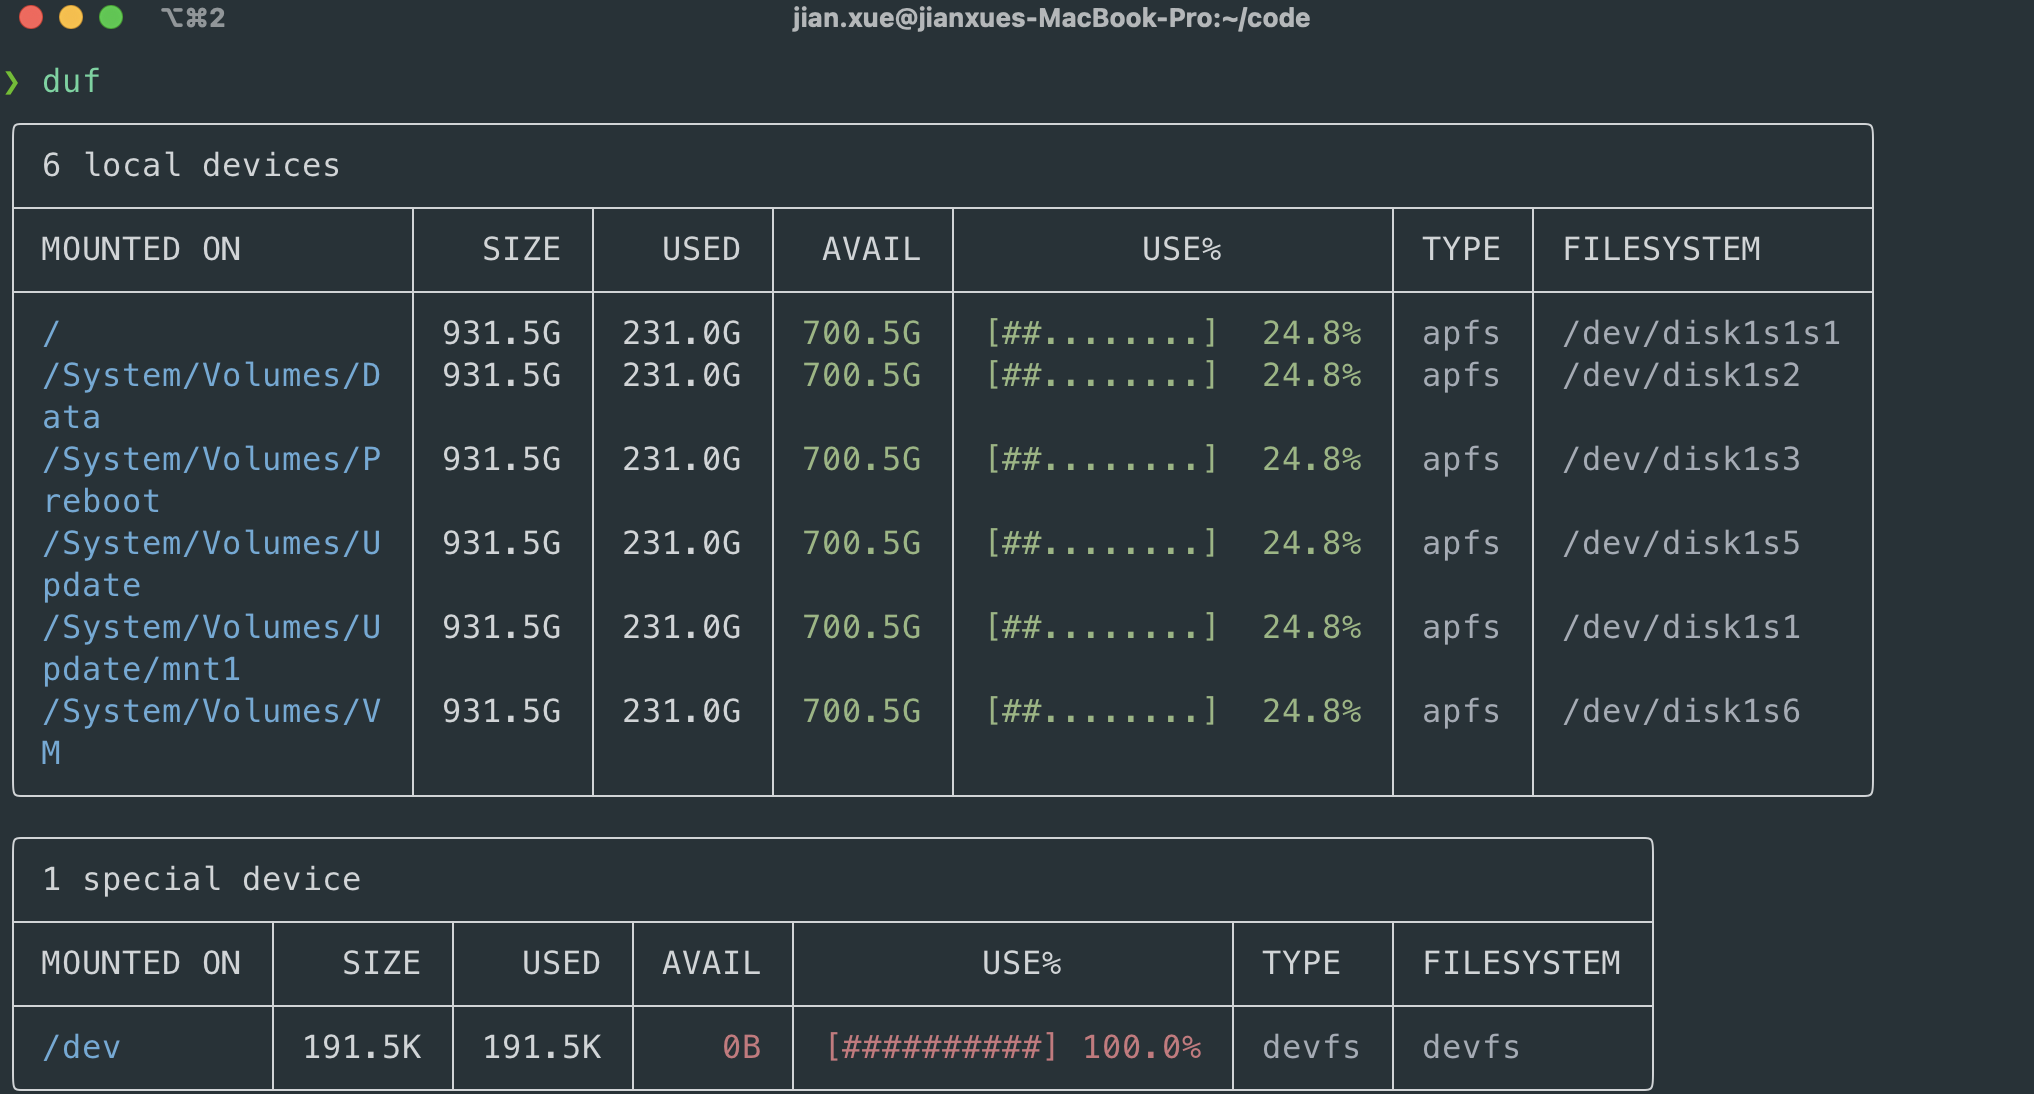 ⌥⌘2 jian.xue@jianxues-MacBook-Pro:~/code
❯ duf
6 local devices
MOUNTED ON SIZE USED AVAIL USE% TYPE FILESYSTEM
/ 931.5G 231.0G 700.5G [##........] 24.8% apfs /dev/disk1s1s1
/System/Volumes/D 931.5G 231.0G 700.5G [##........] 24.8% apfs /dev/disk1s2
ata
/System/Volumes/P 931.5G 231.0G 700.5G [##........] 24.8% apfs /dev/disk1s3
reboot
/System/Volumes/U 931.5G 231.0G 700.5G [##........] 24.8% apfs /dev/disk1s5
pdate
/System/Volumes/U 931.5G 231.0G 700.5G [##........] 24.8% apfs /dev/disk1s1
pdate/mnt1
/System/Volumes/V 931.5G 231.0G 700.5G [##........] 24.8% apfs /dev/disk1s6
M
1 special device
MOUNTED ON SIZE USED AVAIL USE% TYPE FILESYSTEM
/dev 191.5K 191.5K 0B [##########] 100.0% devfs devfs